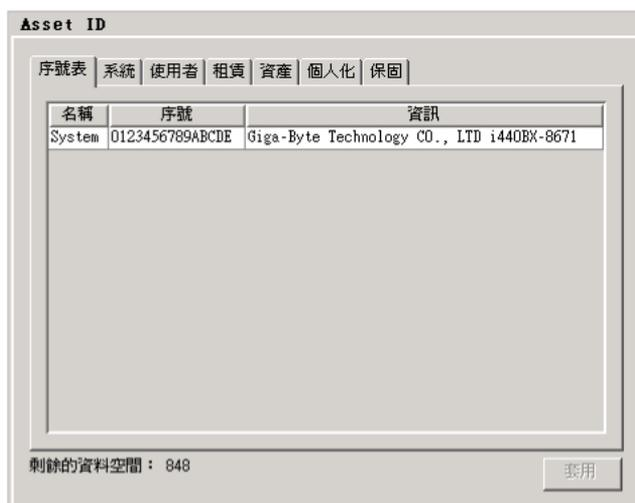 Asset ID
序號表 系統 使用者 租賃 資產 個人化 保固
名稱 序號 資訊
System 0123456789ABCDE Giga-Byte Technology CO., LTD i440BX-8671
剩餘的資料空間： 848
套用